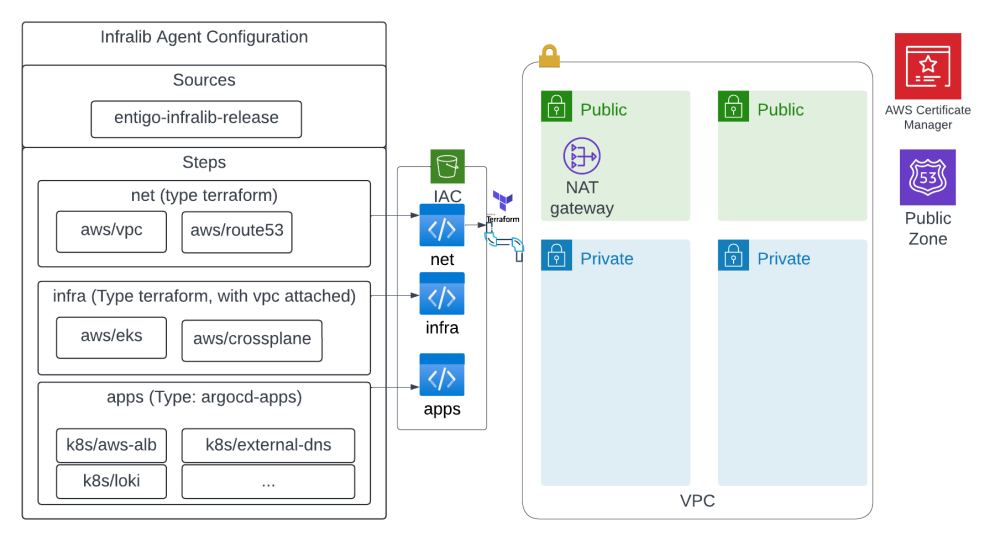 Infralib Agent Configuration
Sources
entigo-infralib-release
Steps
net (type terraform)
aws/vpc
aws/route53
infra (Type terraform, with vpc attached)
aws/eks
aws/crossplane
apps (Type: argocd-apps)
k8s/aws-alb
k8s/external-dns
k8s/loki
...
IAC
net
infra
apps
Terraform
Public
NAT
gateway
Public
Private
Private
VPC
AWS Certificate
Manager
53
Public
Zone